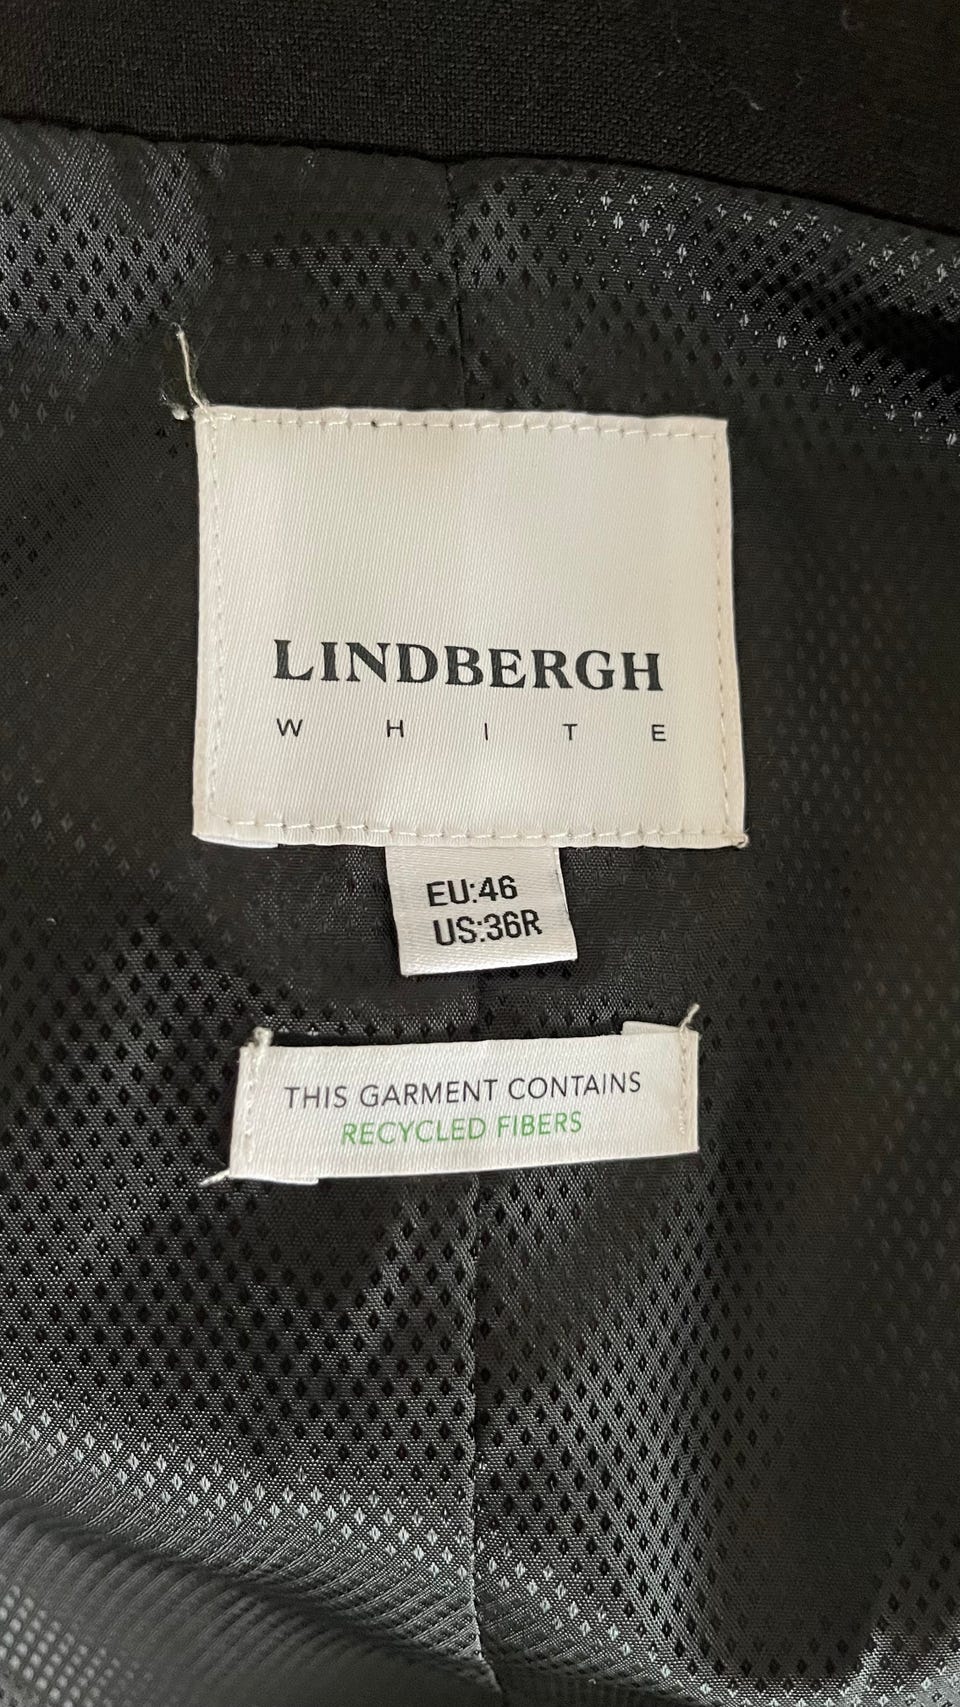 LINDBERGH
WHITE
EU:46
US:36R
THIS GARMENT CONTAINS
RECYCLED FIBERS